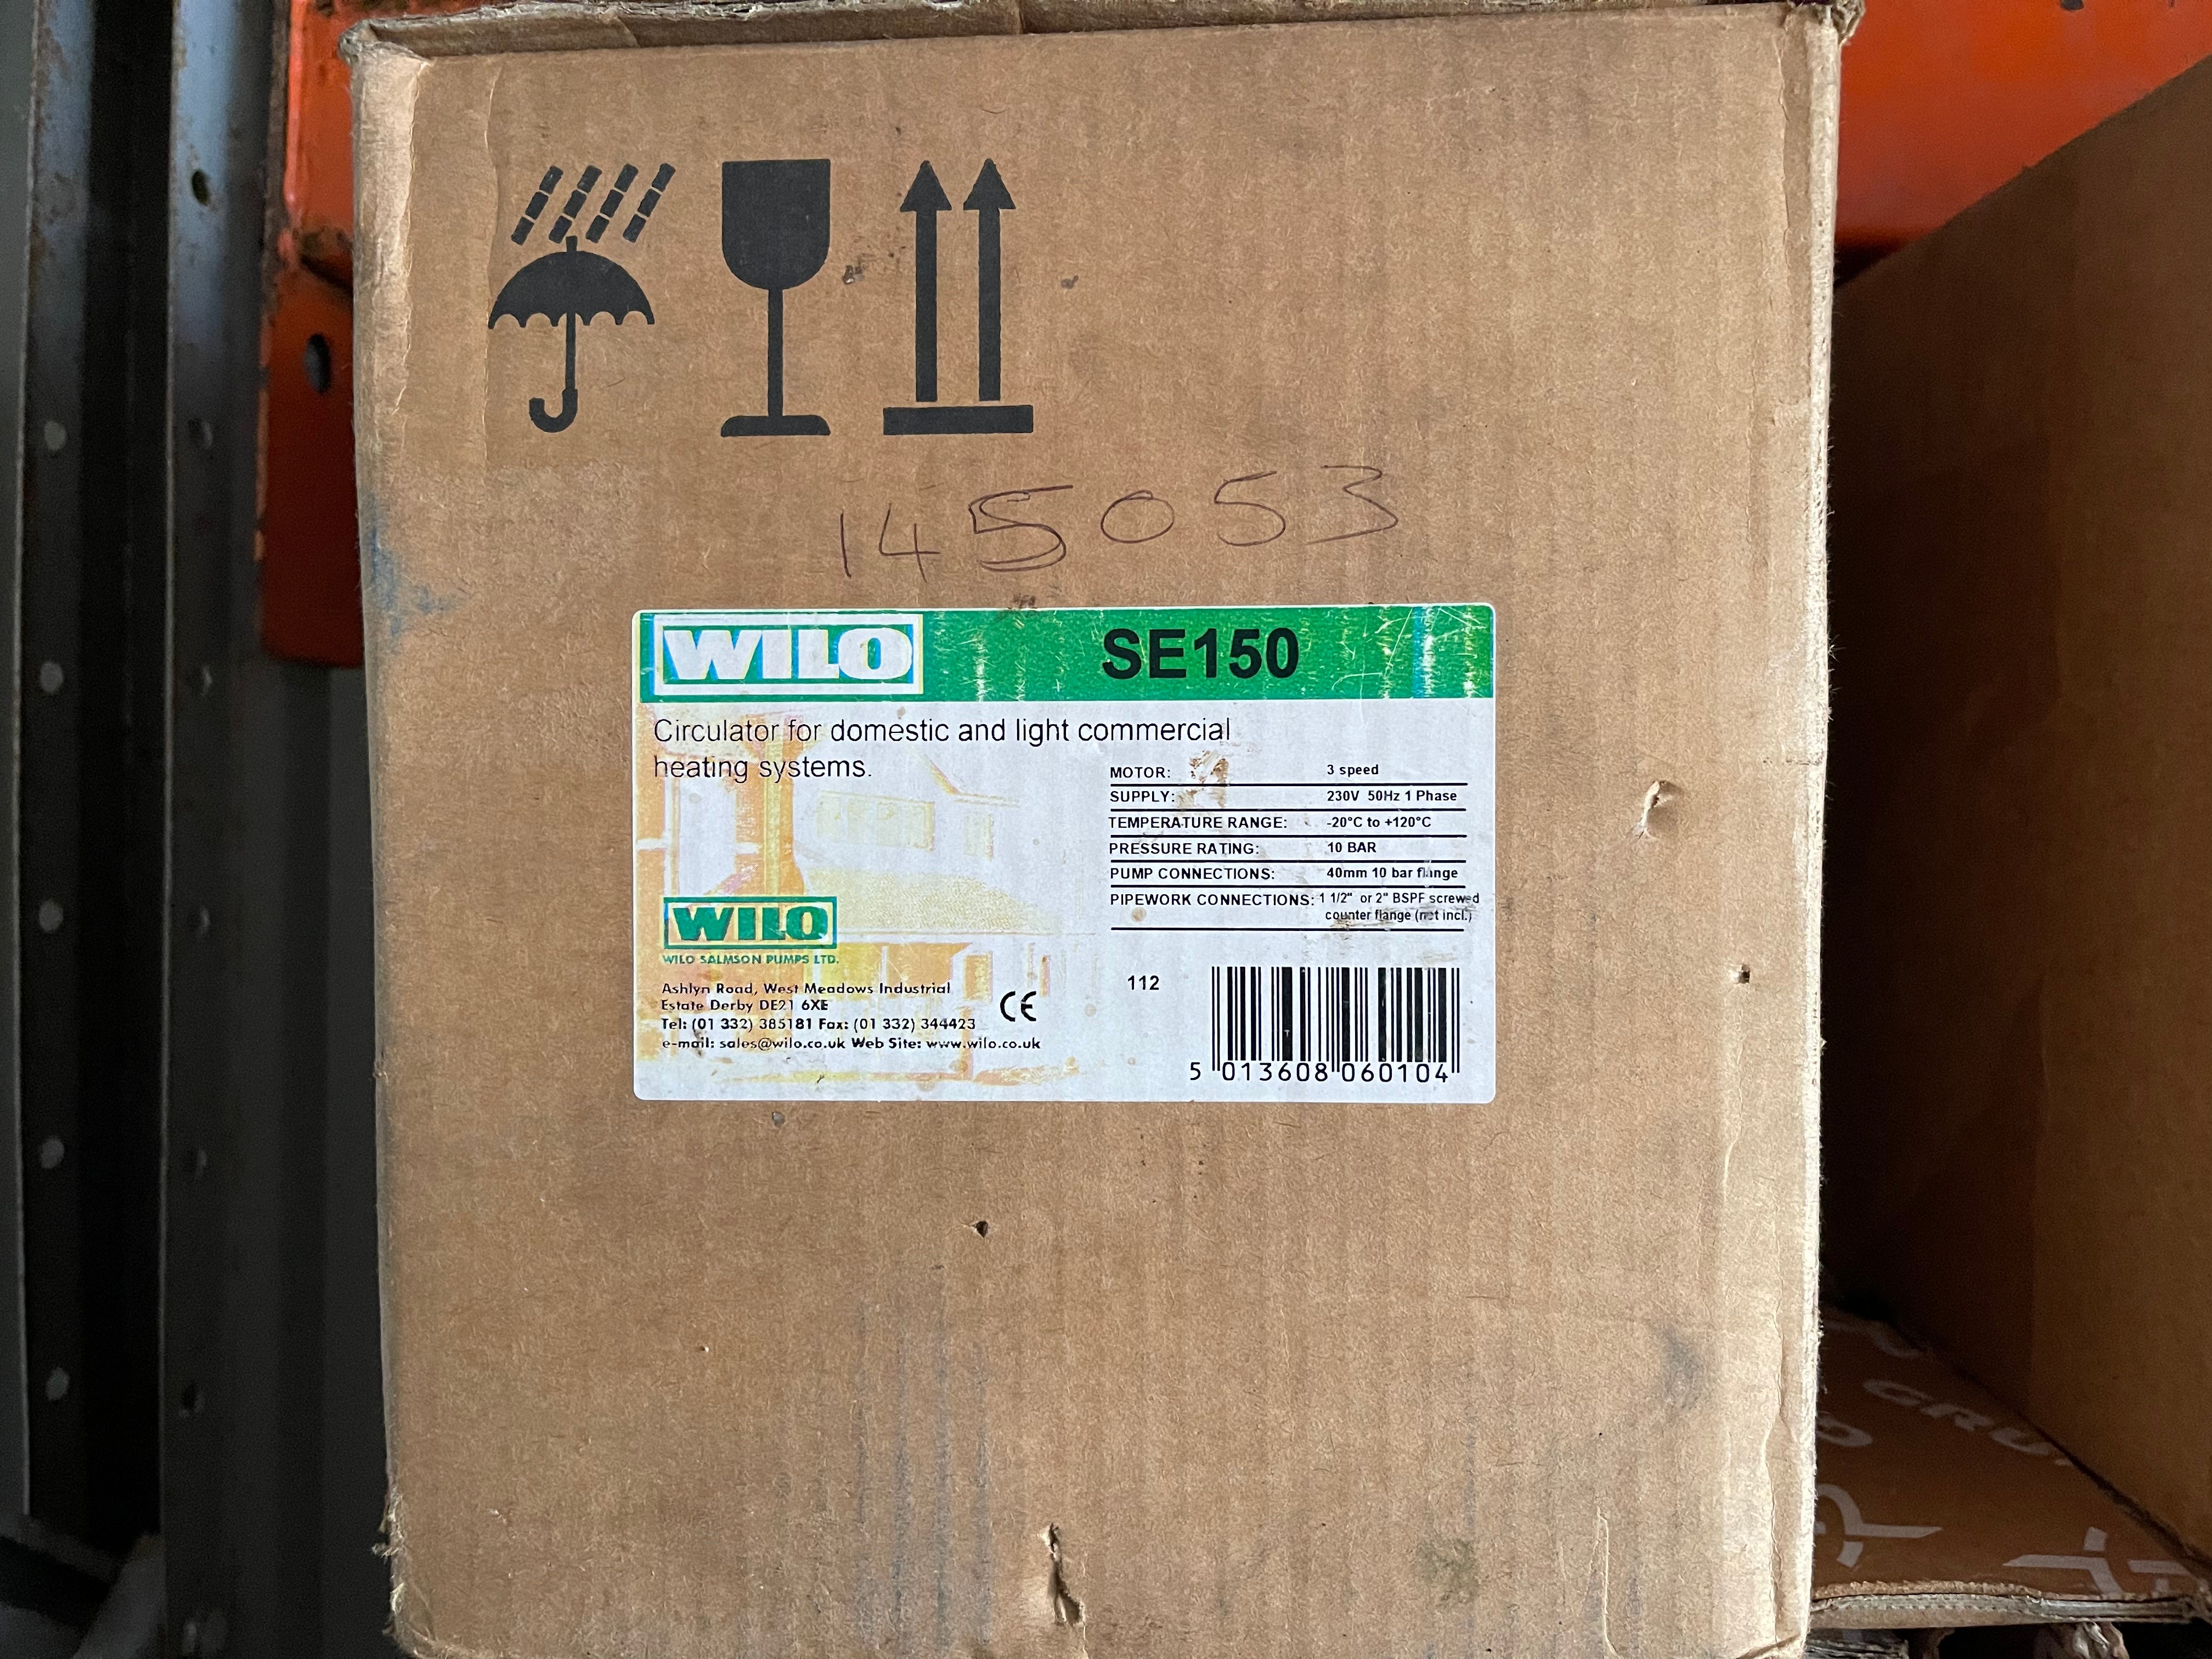 145053
WILO SE150
Circulator for domestic and light commercial
heating systems.
MOTOR: 3 speed
SUPPLY: 230V 50Hz 1 Phase
TEMPERATURE RANGE: -20°C to +120°C
PRESSURE RATING: 10 BAR
PUMP CONNECTIONS: 40mm 10 bar flange
PIPEWORK CONNECTIONS: 1 1/2" or 2" BSPF screwed
counter flange (not incl.)
WILO
WILO SALMSON PUMPS LTD.
Ashlyn Road, West Meadows Industrial
Estate Derby DE21 6XE
Tel: (01 332) 385181 Fax: (01 332) 344423
e-mail: sales@wilo.co.uk Web Site: www.wilo.co.uk
CE
112
5 013608 060104